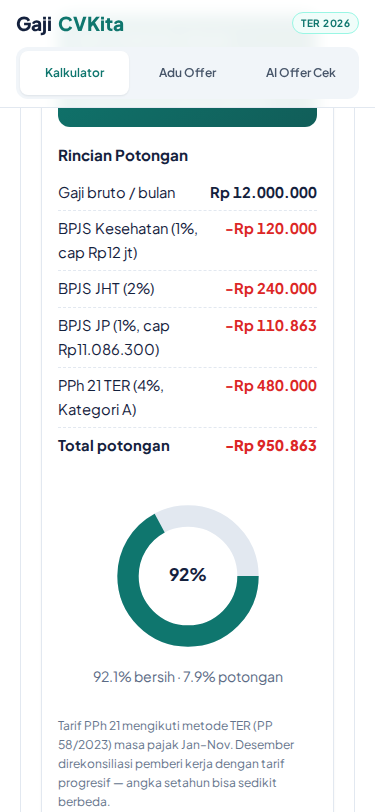 Gaji CVKita
TER 2026
Kalkulator
Adu Offer
AI Offer Cek
Rincian Potongan
Gaji bruto / bulan Rp 12.000.000
BPJS Kesehatan (1%, -Rp 120.000
cap Rp12 jt)
BPJS JHT (2%) -Rp 240.000
BPJS JP (1%, cap -Rp 110.863
Rp11.086.300)
PPh 21 TER (4%, -Rp 480.000
Kategori A)
Total potongan -Rp 950.863
92%
92.1% bersih · 7.9% potongan
Tarif PPh 21 mengikuti metode TER (PP
58/2023) masa pajak Jan–Nov. Desember
direkonsiliasi pemberi kerja dengan tarif
progresif — angka setahun bisa sedikit
berbeda.